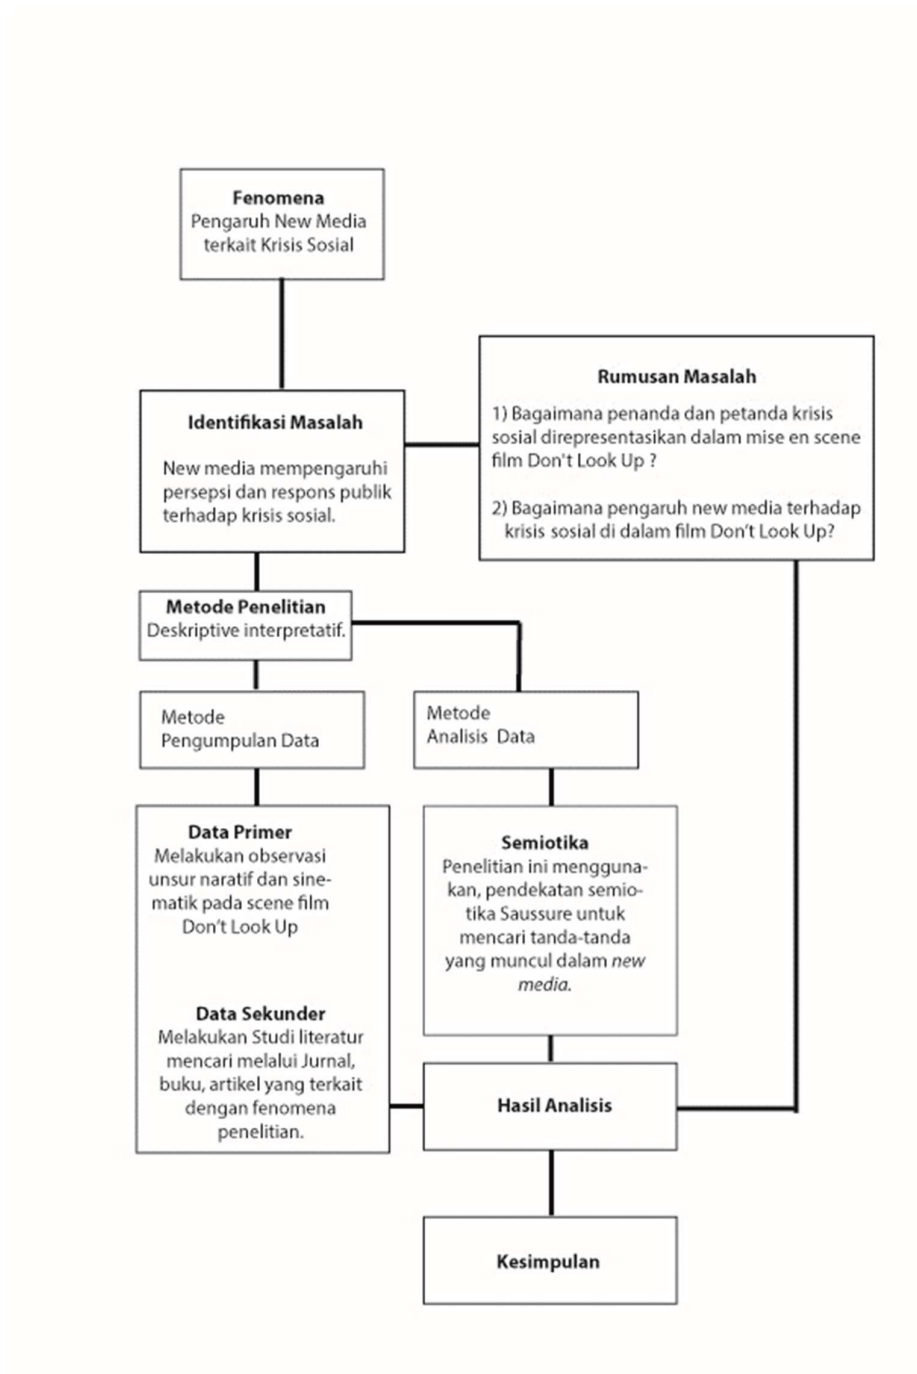 Fenomena
Pengaruh New Media
terkait Krisis Sosial
Rumusan Masalah
1) Bagaimana penanda dan petanda krisis
sosial direpresentasikan dalam mise en scene
film Don't Look Up ?
2) Bagaimana pengaruh new media terhadap
krisis sosial di dalam film Don't Look Up?
Identifikasi Masalah
New media mempengaruhi
persepsi dan respons publik
terhadap krisis sosial.
Metode Penelitian
Deskriptive interpretatif.
Metode
Pengumpulan Data
Metode
Analisis Data
Data Primer
Melakukan observasi
unsur naratif dan sine-
matik pada scene film
Don't Look Up
Data Sekunder
Melakukan Studi literatur
mencari melalui Jurnal,
buku, artikel yang terkait
dengan fenomena
penelitian.
Semiotika
Penelitian ini mengguna-
kan, pendekatan semio-
tika Saussure untuk
mencari tanda-tanda
yang muncul dalam new
media.
Hasil Analisis
Kesimpulan